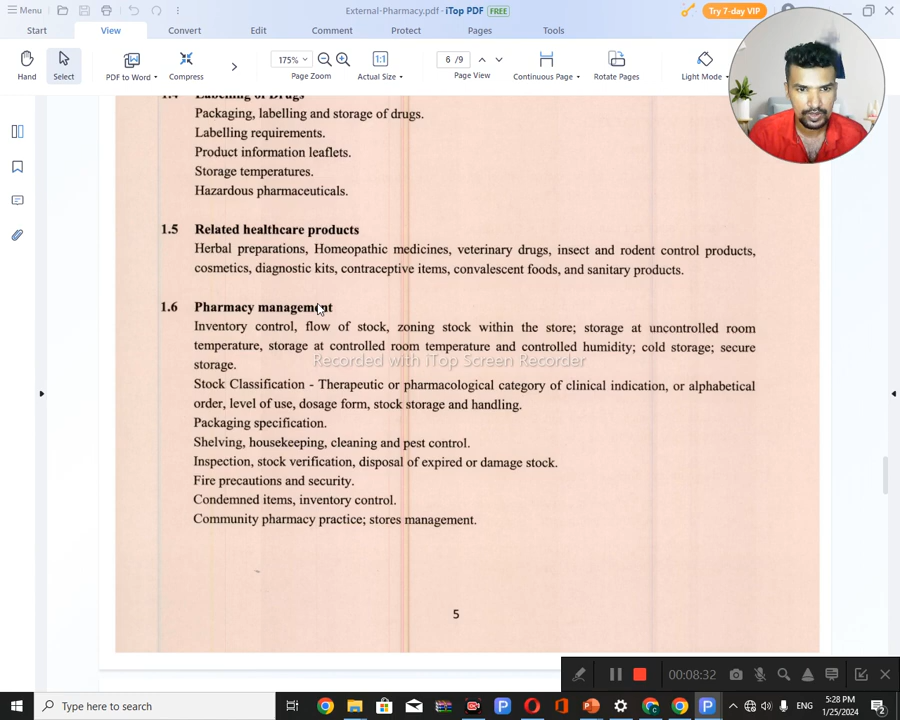 Menu
External-Pharmacy.pdf - iTop PDF FREE
Try 7-day VIP
Start View Convert Edit Comment Protect Pages Tools
175% 6 /9
Hand Select PDF to Word Compress Page Zoom Actual Size Page View Continuous Page Rotate Pages Light Mode
1.4 Labelling of Drugs
Packaging, labelling and storage of drugs.
Labelling requirements.
Product information leaflets.
Storage temperatures.
Hazardous pharmaceuticals.
1.5 Related healthcare products
Herbal preparations, Homeopathic medicines, veterinary drugs, insect and rodent control products,
cosmetics, diagnostic kits, contraceptive items, convalescent foods, and sanitary products.
1.6 Pharmacy management
Inventory control, flow of stock, zoning stock within the store; storage at uncontrolled room
temperature, storage at controlled room temperature and controlled humidity; cold storage; secure
Recorded with iTop Screen Recorder
storage.
Stock Classification - Therapeutic or pharmacological category of clinical indication, or alphabetical
order, level of use, dosage form, stock storage and handling.
Packaging specification.
Shelving, housekeeping, cleaning and pest control.
Inspection, stock verification, disposal of expired or damage stock.
Fire precautions and security.
Condemned items, inventory control.
Community pharmacy practice; stores management.
5
00:08:32
Type here to search
ENG
5:28 PM
1/25/2024
2